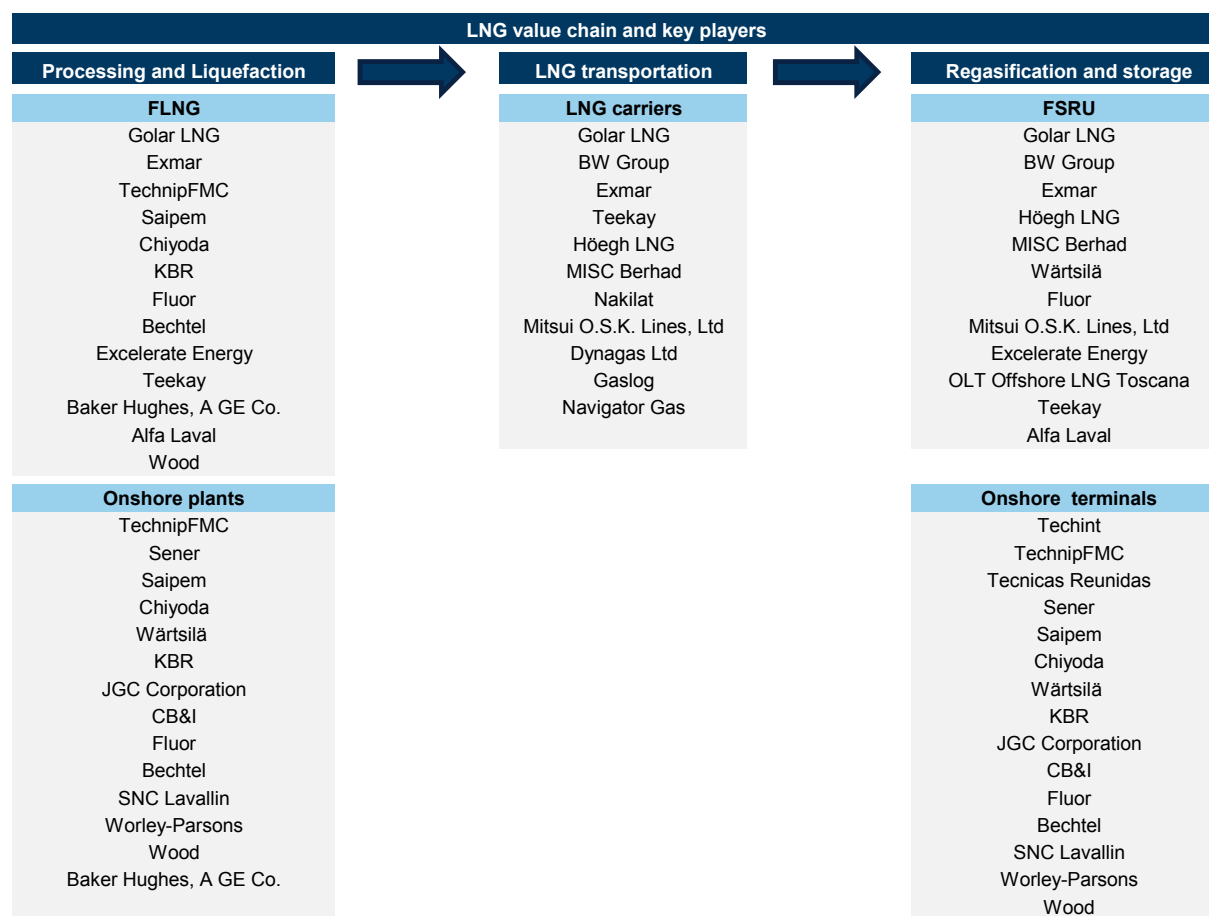 LNG value chain and key players
Processing and Liquefaction
LNG transportation
Regasification and storage
FLNG
Golar LNG
Exmar
TechnipFMC
Saipem
Chiyoda
KBR
Fluor
Bechtel
Excelerate Energy
Teekay
Baker Hughes, A GE Co.
Alfa Laval
Wood
Onshore plants
TechnipFMC
Sener
Saipem
Chiyoda
Wärtsilä
KBR
JGC Corporation
CB&I
Fluor
Bechtel
SNC Lavallin
Worley-Parsons
Wood
Baker Hughes, A GE Co.
LNG carriers
Golar LNG
BW Group
Exmar
Teekay
Höegh LNG
MISC Berhad
Nakilat
Mitsui O.S.K. Lines, Ltd
Dynagas Ltd
Gaslog
Navigator Gas
FSRU
Golar LNG
BW Group
Exmar
Höegh LNG
MISC Berhad
Wärtsilä
Fluor
Mitsui O.S.K. Lines, Ltd
Excelerate Energy
OLT Offshore LNG Toscana
Teekay
Alfa Laval
Onshore terminals
Techint
TechnipFMC
Tecnicas Reunidas
Sener
Saipem
Chiyoda
Wärtsilä
KBR
JGC Corporation
CB&I
Fluor
Bechtel
SNC Lavallin
Worley-Parsons
Wood